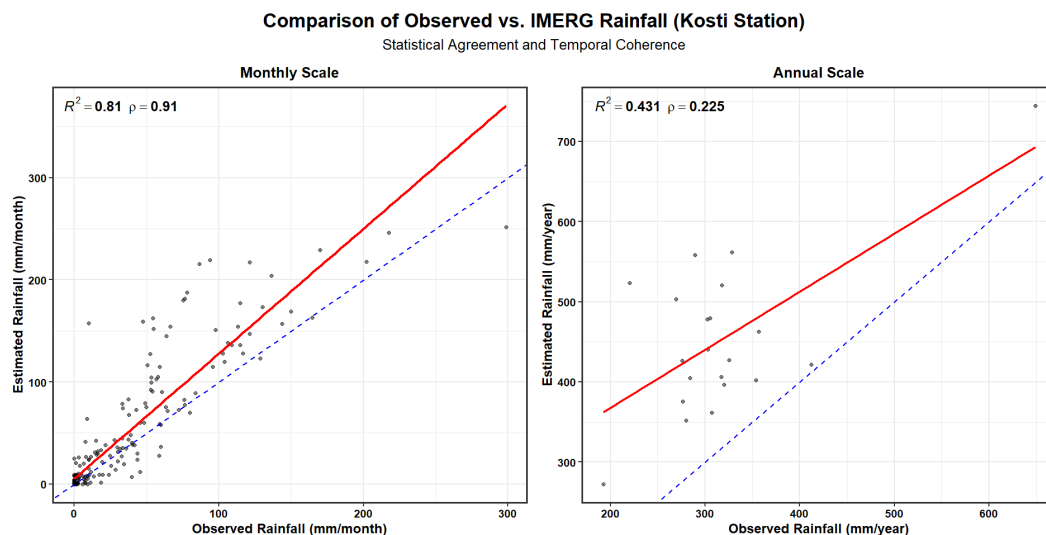 Comparison of Observed vs. IMERG Rainfall (Kosti Station)
Statistical Agreement and Temporal Coherence
Monthly Scale
R² = 0.81 ρ = 0.91
Estimated Rainfall (mm/month)
300
200
100
0
0 100 200 300
Observed Rainfall (mm/month)
Annual Scale
R² = 0.431 ρ = 0.225
Estimated Rainfall (mm/year)
700
600
500
400
300
200 300 400 500 600
Observed Rainfall (mm/year)